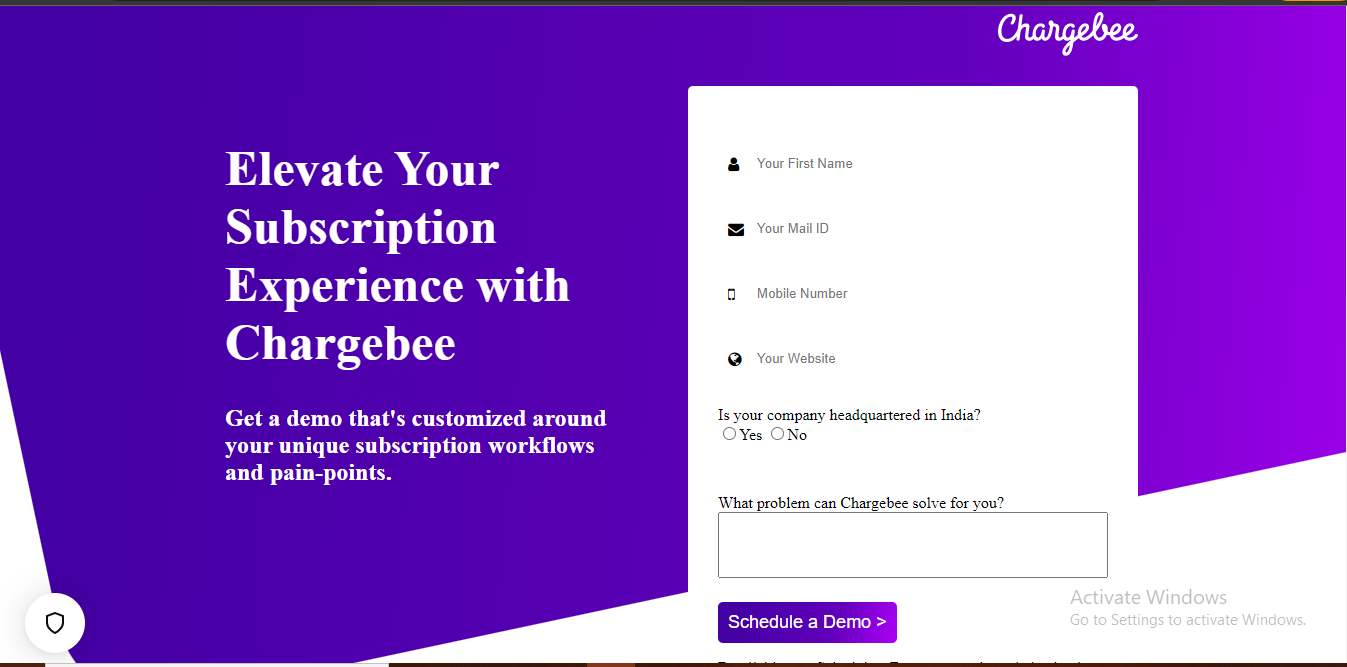 Chargebee
Elevate Your
Subscription
Experience with
Chargebee
Get a demo that's customized around
your unique subscription workflows
and pain-points.
Your First Name
Your Mail ID
Mobile Number
Your Website
Is your company headquartered in India?
Yes No
What problem can Chargebee solve for you?
Schedule a Demo >
Activate Windows
Go to Settings to activate Windows.